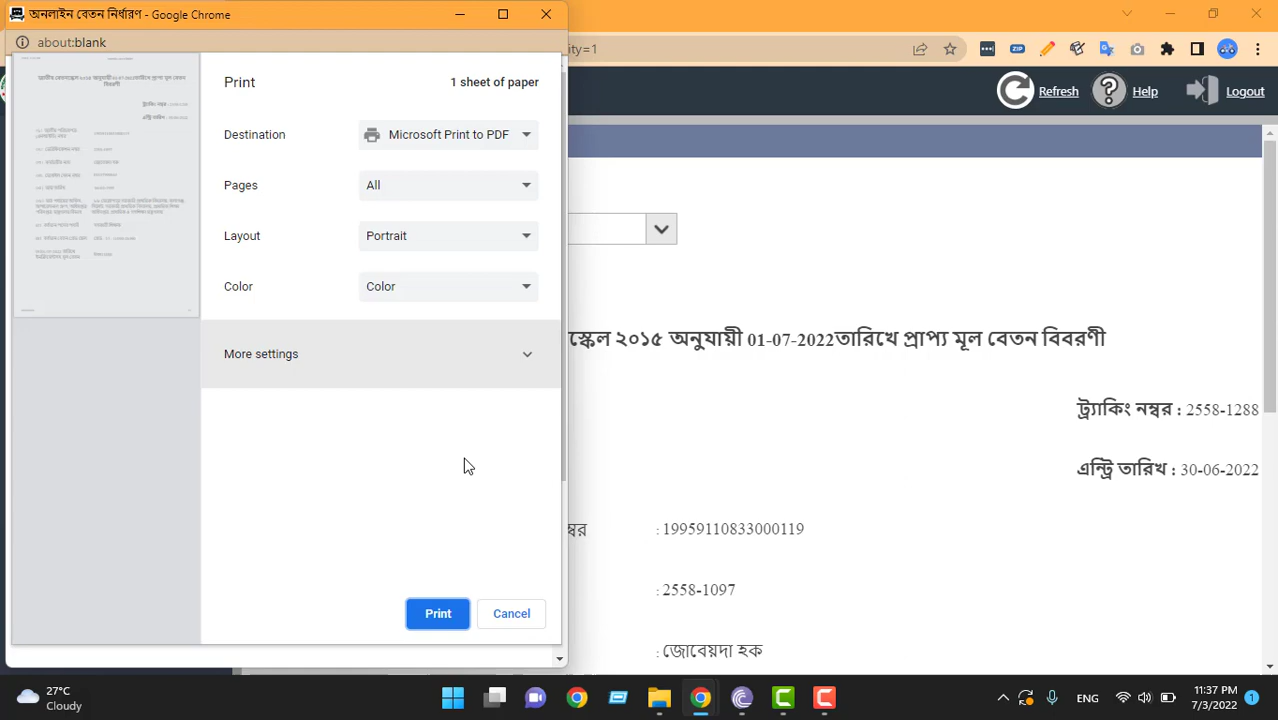 অনলাইন বেতন নির্ধারণ - Google Chrome
about:blank
ity=1
Refresh
Help
Logout
Print
1 sheet of paper
Destination
Microsoft Print to PDF
Pages
All
Layout
Portrait
Color
Color
More settings
Print
Cancel
স্কেল ২০১৫ অনুযায়ী 01-07-2022তারিখে প্রাপ্য মূল বেতন বিবরণী
ট্র্যাকিং নম্বর : 2558-1288
এন্ট্রি তারিখ : 30-06-2022
ম্বর : 19959110833000119
: 2558-1097
: জোবেয়দা হক
27°C
Cloudy
ENG
11:37 PM
7/3/2022
1